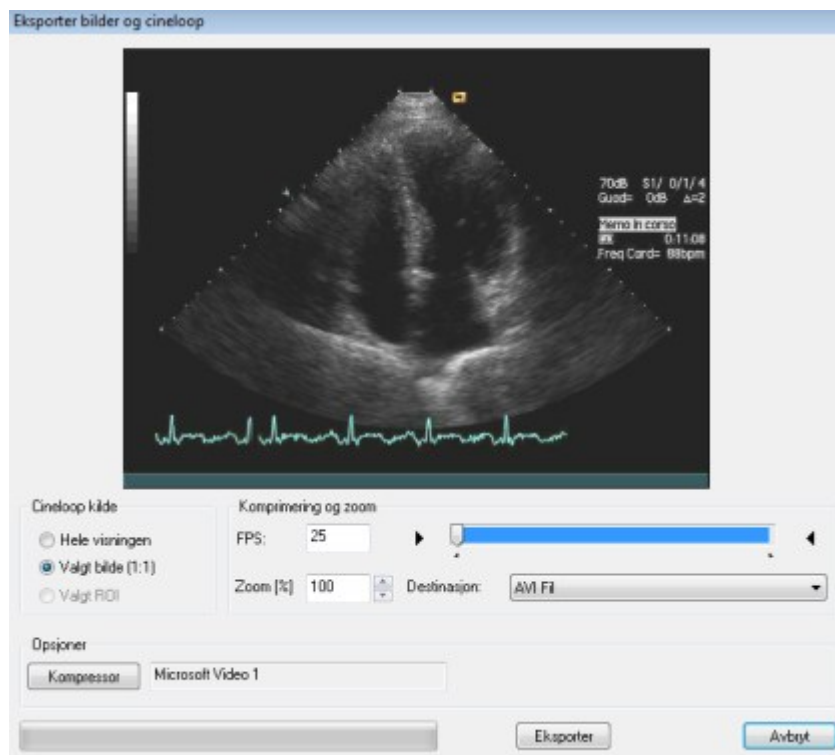 Eksporter bilder og cineloop
70dB S1/ 0/1/4
Guad= 0dB Δ=2
Memo in corso
0:11:08
Freq Card= 88bpm
Cineloop kilde
Hele visningen
Valgt bilde (1:1)
Valgt ROI
Komprimering og zoom
FPS: 25
Zoom [%] 100 Destinasjon: AVI Fil
Opsjoner
Kompressor Microsoft Video 1
Eksporter Avbryt